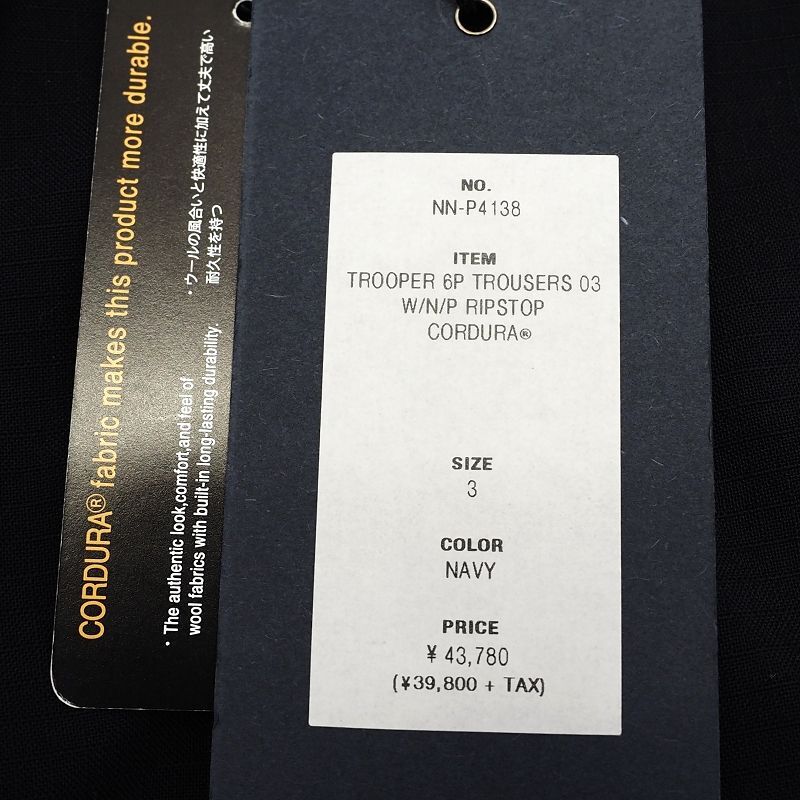 CORDURA® fabric makes this product more durable.
• The authentic look,comfort,and feel of
wool fabrics with built-in long-lasting durability.
• ウールの風合いと快適性に加えて丈夫で高い
耐久性を持つ
NO.
NN-P4138
ITEM
TROOPER 6P TROUSERS 03
W/N/P RIPSTOP
CORDURA®
SIZE
3
COLOR
NAVY
PRICE
¥ 43,780
(¥39,800 + TAX)